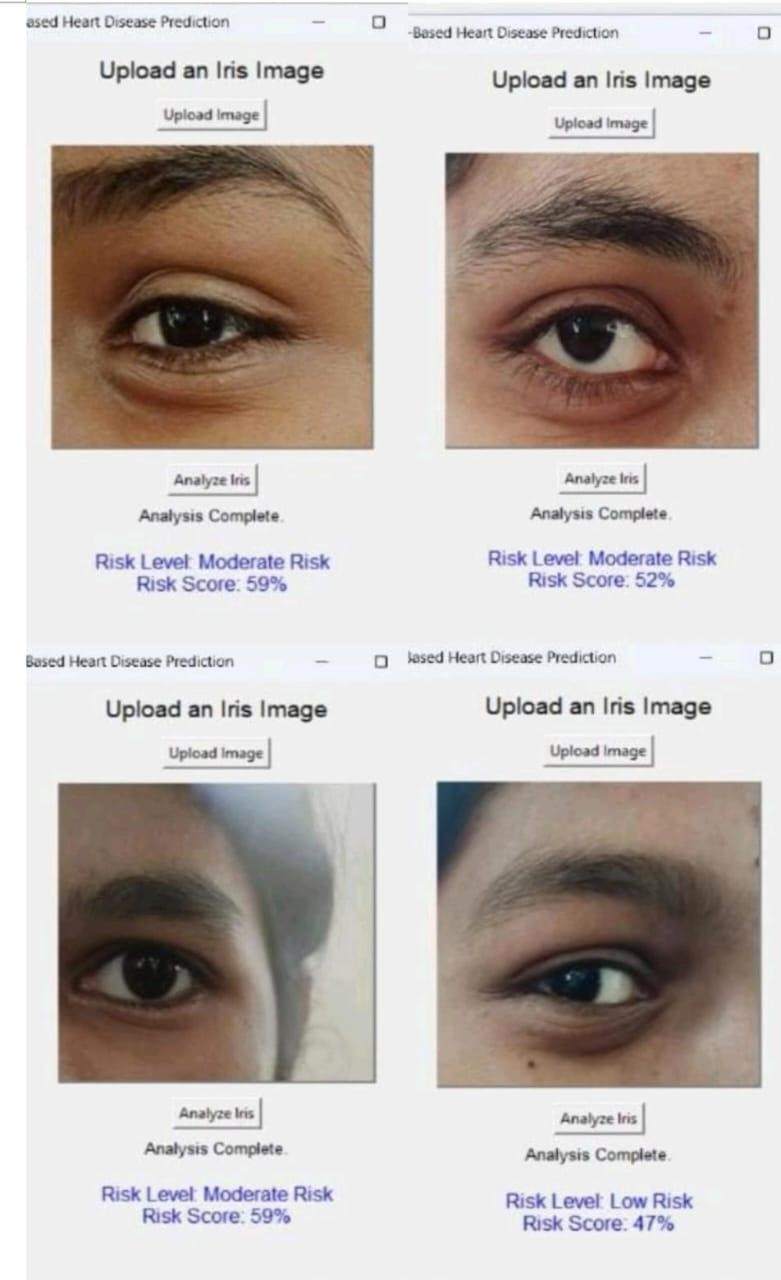 ased Heart Disease Prediction
Upload an Iris Image
Upload Image
Analyze Iris
Analysis Complete.
Risk Level: Moderate Risk
Risk Score: 59%
-Based Heart Disease Prediction
Upload an Iris Image
Upload Image
Analyze Iris
Analysis Complete.
Risk Level: Moderate Risk
Risk Score: 52%
Based Heart Disease Prediction
Upload an Iris Image
Upload Image
Analyze Iris
Analysis Complete.
Risk Level: Moderate Risk
Risk Score: 59%
Based Heart Disease Prediction
Upload an Iris Image
Upload Image
Analyze Iris
Analysis Complete.
Risk Level: Low Risk
Risk Score: 47%